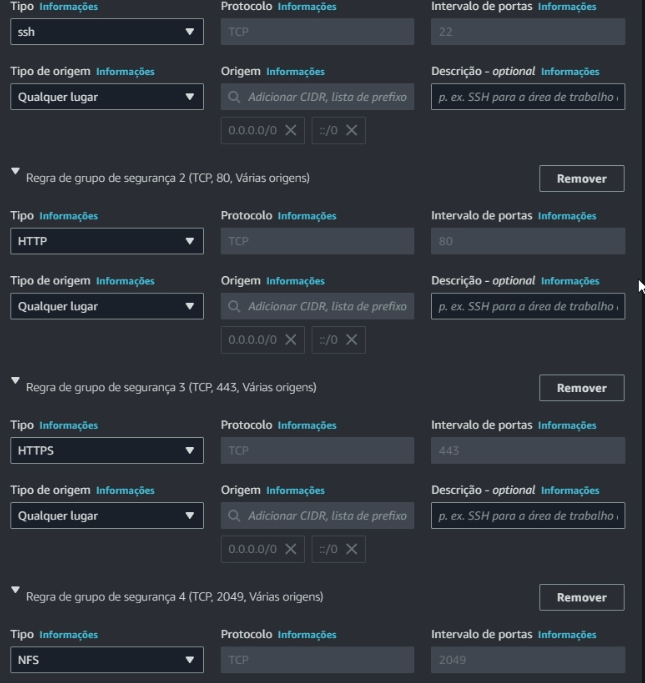 Tipo Informações Protocolo Informações Intervalo de portas Informações
ssh TCP 22
Tipo de origem Informações Origem Informações Descrição - optional Informações
Qualquer lugar Adicionar CIDR, lista de prefixo p. ex. SSH para a área de trabalho
0.0.0.0/0 ::/0
Regra de grupo de segurança 2 (TCP, 80, Várias origens) Remover
Tipo Informações Protocolo Informações Intervalo de portas Informações
HTTP TCP 80
Tipo de origem Informações Origem Informações Descrição - optional Informações
Qualquer lugar Adicionar CIDR, lista de prefixo p. ex. SSH para a área de trabalho
0.0.0.0/0 ::/0
Regra de grupo de segurança 3 (TCP, 443, Várias origens) Remover
Tipo Informações Protocolo Informações Intervalo de portas Informações
HTTPS TCP 443
Tipo de origem Informações Origem Informações Descrição - optional Informações
Qualquer lugar Adicionar CIDR, lista de prefixo p. ex. SSH para a área de trabalho
0.0.0.0/0 ::/0
Regra de grupo de segurança 4 (TCP, 2049, Várias origens) Remover
Tipo Informações Protocolo Informações Intervalo de portas Informações
NFS TCP 2049